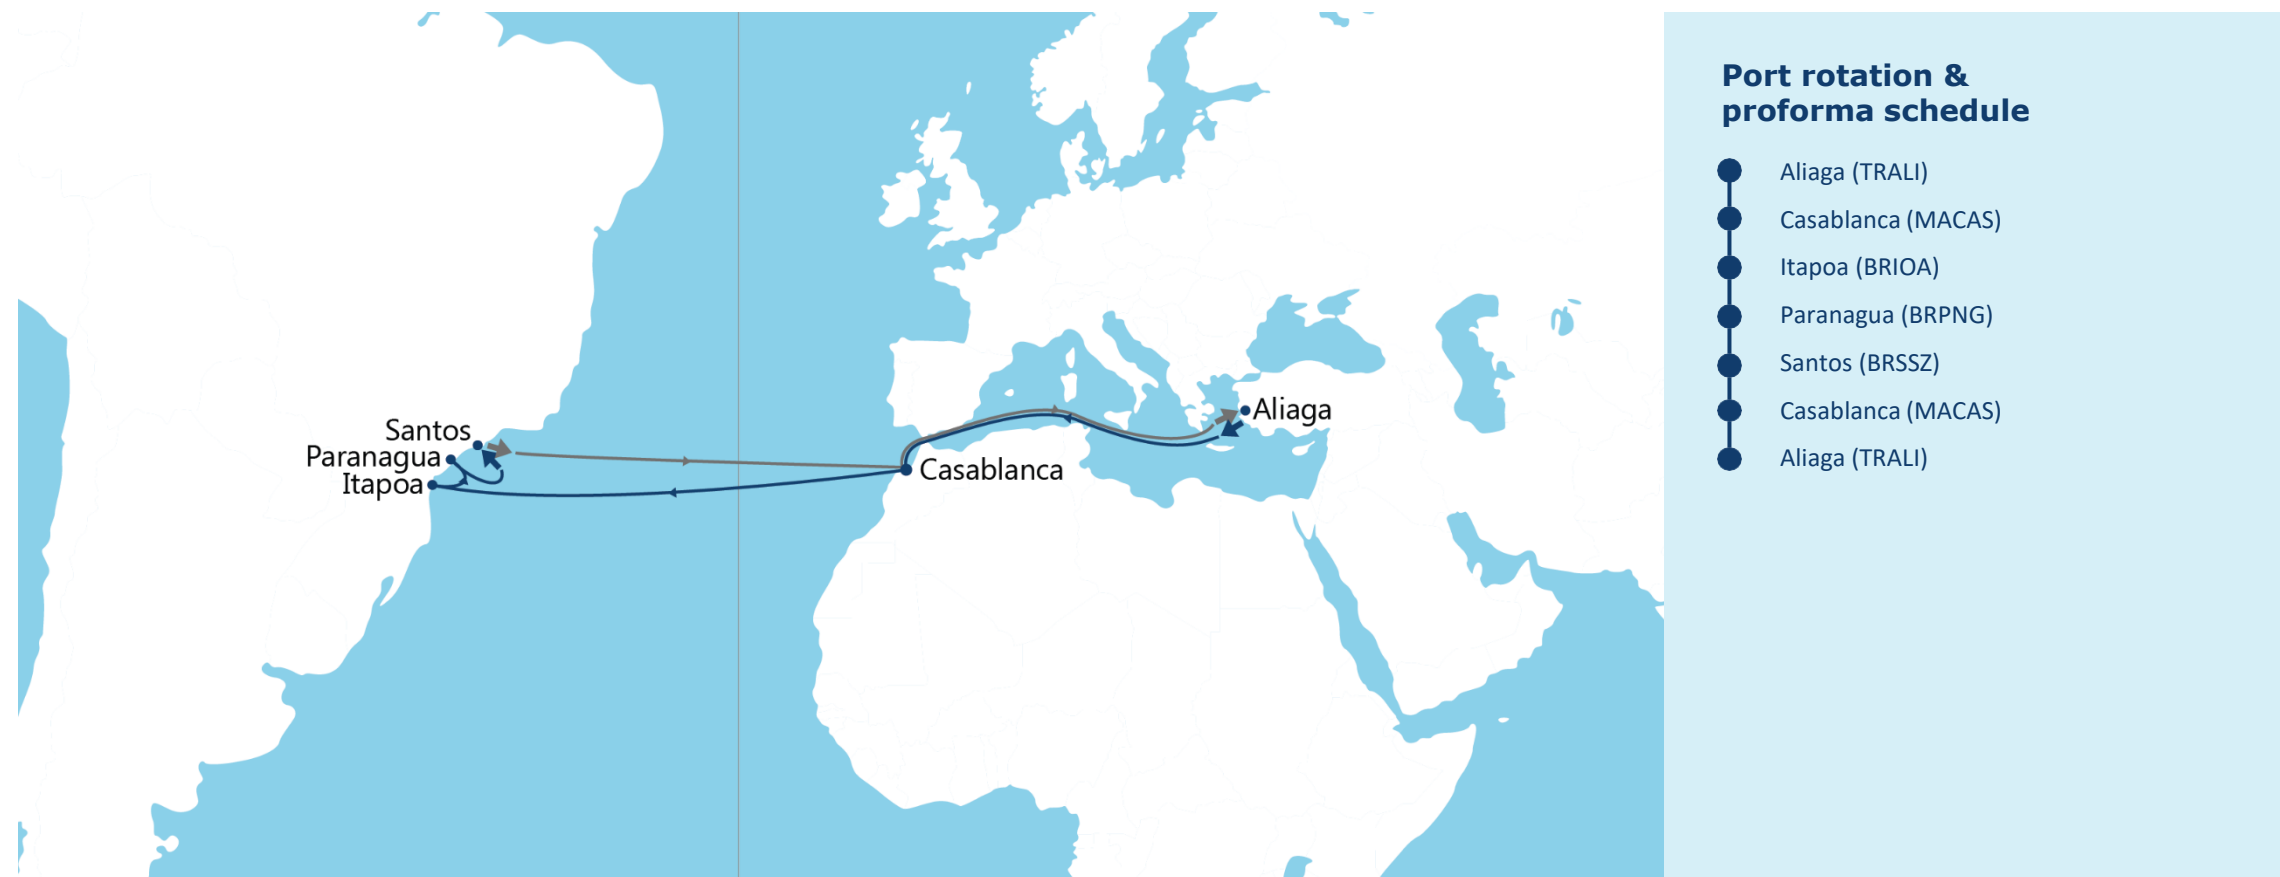 Santos
Paranagua
Itapoa
Casablanca
Aliaga
Port rotation &
proforma schedule
Aliaga (TRALI)
Casablanca (MACAS)
Itapoa (BRIOA)
Paranagua (BRPNG)
Santos (BRSSZ)
Casablanca (MACAS)
Aliaga (TRALI)